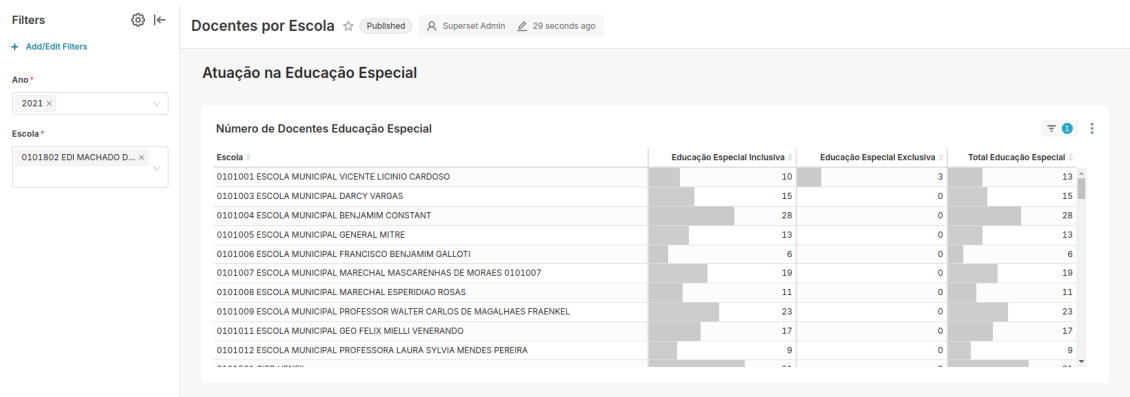 Filters
+ Add/Edit Filters
Ano *
2021 ×
Escola *
0101802 EDI MACHADO D... ×
Docentes por Escola Published Superset Admin 29 seconds ago
Atuação na Educação Especial
Número de Docentes Educação Especial 1
Escola Educação Especial Inclusiva Educação Especial Exclusiva Total Educação Especial
0101001 ESCOLA MUNICIPAL VICENTE LICINIO CARDOSO 10 3 13
0101003 ESCOLA MUNICIPAL DARCY VARGAS 15 0 15
0101004 ESCOLA MUNICIPAL BENJAMIM CONSTANT 28 0 28
0101005 ESCOLA MUNICIPAL GENERAL MITRE 13 0 13
0101006 ESCOLA MUNICIPAL FRANCISCO BENJAMIM GALLOTI 6 0 6
0101007 ESCOLA MUNICIPAL MARECHAL MASCARENHAS DE MORAES 0101007 19 0 19
0101008 ESCOLA MUNICIPAL MARECHAL ESPERIDIAO ROSAS 11 0 11
0101009 ESCOLA MUNICIPAL PROFESSOR WALTER CARLOS DE MAGALHAES FRAENKEL 23 0 23
0101011 ESCOLA MUNICIPAL GEO FELIX MIELLI VENERANDO 17 0 17
0101012 ESCOLA MUNICIPAL PROFESSORA LAURA SYLVIA MENDES PEREIRA 9 0 9